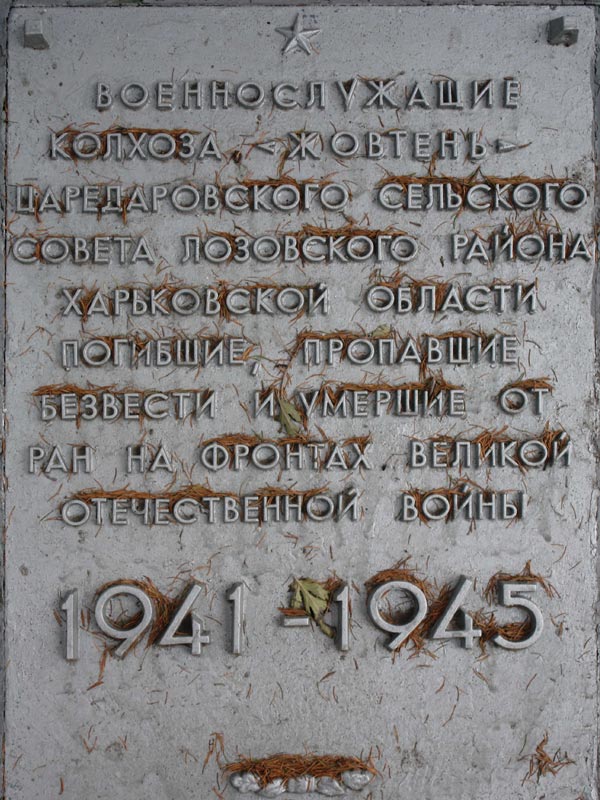 ВОЕННОСЛУЖАЩИЕ
КОЛХОЗА «ЖОВТЕНЬ»
ЦАРЕДАРОВСКОГО СЕЛЬСКОГО
СОВЕТА ЛОЗОВСКОГО РАЙОНА
ХАРЬКОВСКОЙ ОБЛАСТИ
ПОГИБШИЕ, ПРОПАВШИЕ
БЕЗВЕСТИ И УМЕРШИЕ ОТ
РАН НА ФРОНТАХ ВЕЛИКОЙ
ОТЕЧЕСТВЕННОЙ ВОЙНЫ
1941-1945